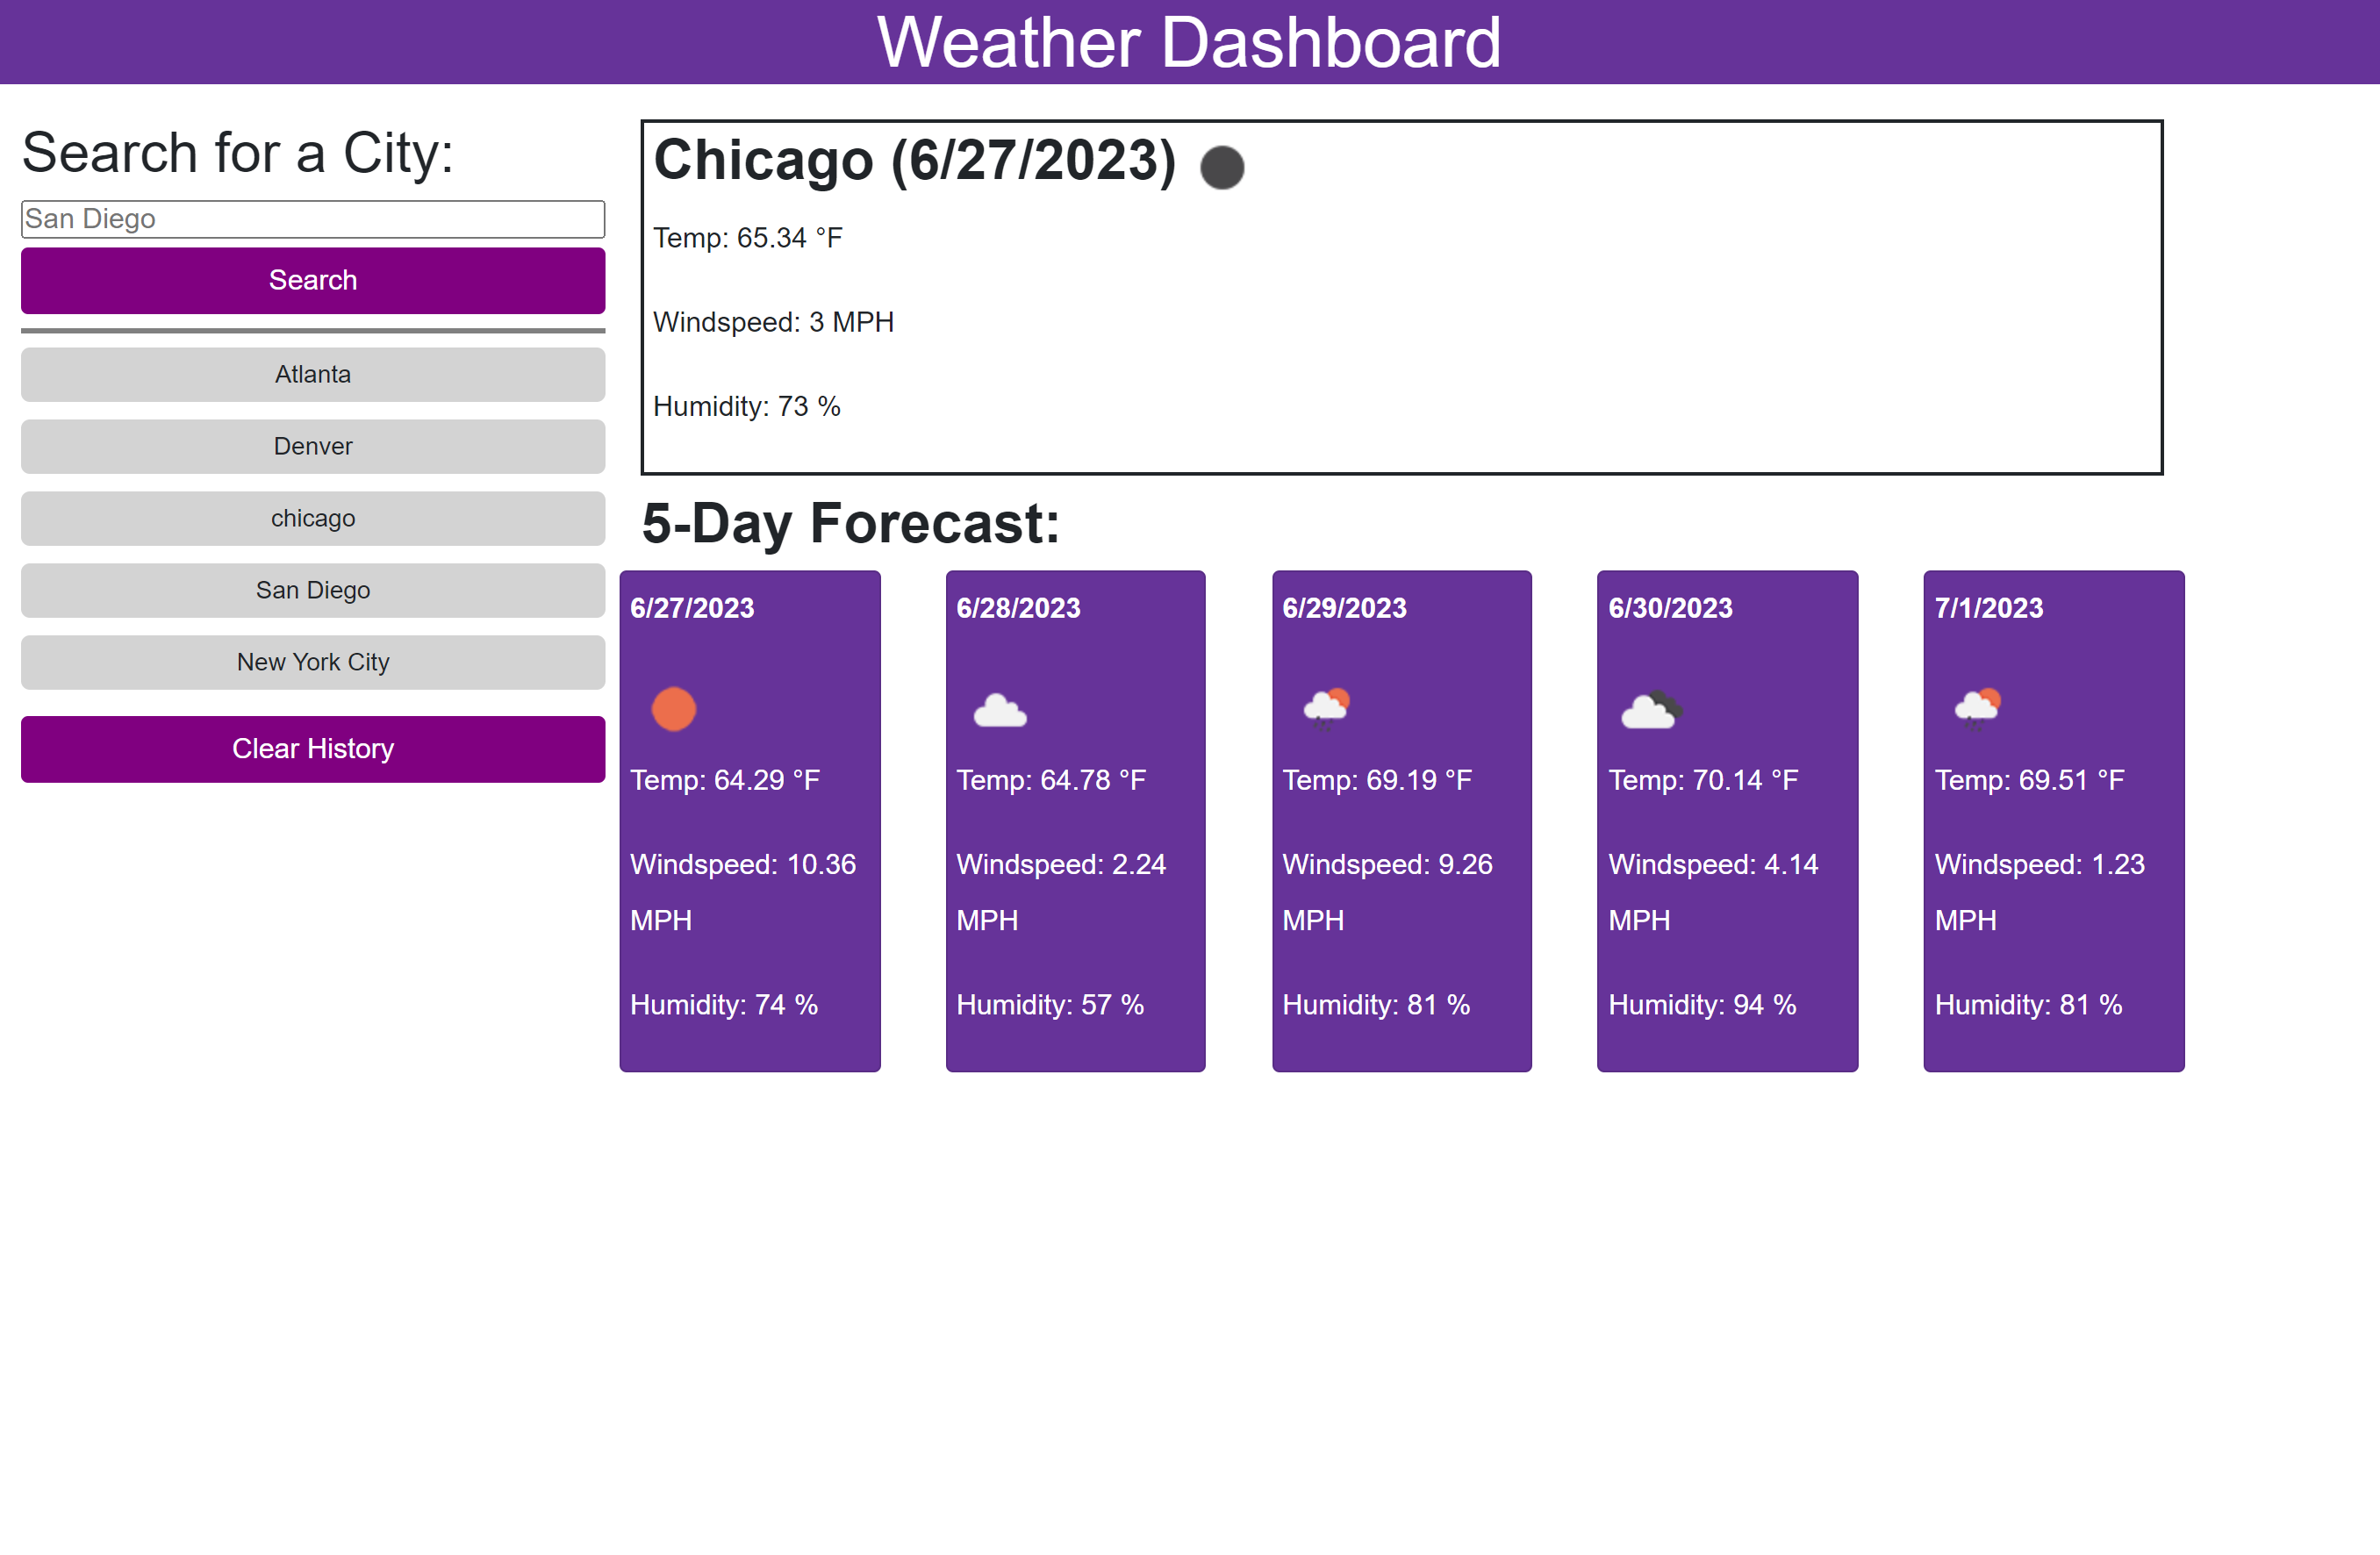 Weather Dashboard
Search for a City:
San Diego
Search
Atlanta
Denver
chicago
San Diego
New York City
Clear History
Chicago (6/27/2023)
Temp: 65.34 °F
Windspeed: 3 MPH
Humidity: 73 %
5-Day Forecast:
6/27/2023
Temp: 64.29 °F
Windspeed: 10.36
MPH
Humidity: 74 %
6/28/2023
Temp: 64.78 °F
Windspeed: 2.24
MPH
Humidity: 57 %
6/29/2023
Temp: 69.19 °F
Windspeed: 9.26
MPH
Humidity: 81 %
6/30/2023
Temp: 70.14 °F
Windspeed: 4.14
MPH
Humidity: 94 %
7/1/2023
Temp: 69.51 °F
Windspeed: 1.23
MPH
Humidity: 81 %